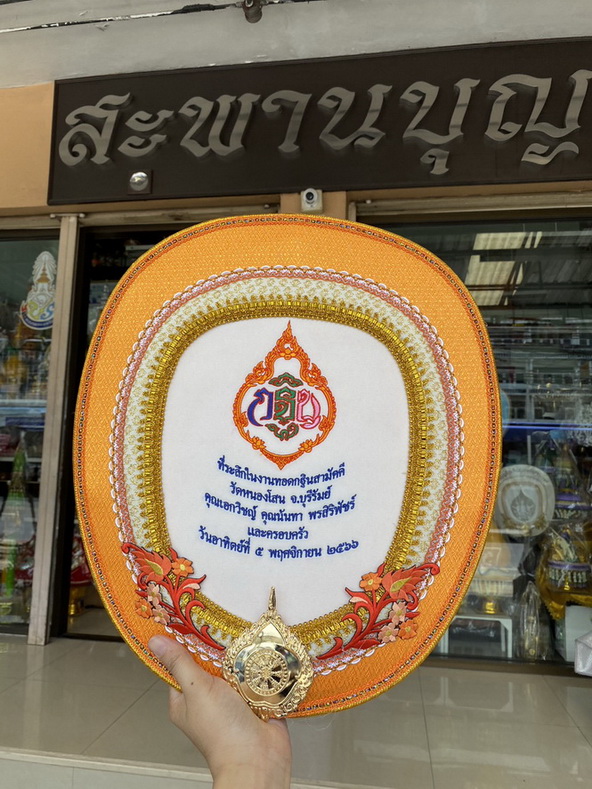 สะพานบุญ
กฐิน
ที่ระลึกในงานทอดกฐินสามัคคี
วัดหนองโสน จ.บุรีรัมย์
คุณเอกวิชญ์ คุณนันทา พรสิริพัชร์
และครอบครัว
วันอาทิตย์ที่ ๕ พฤศจิกายน ๒๕๖๖